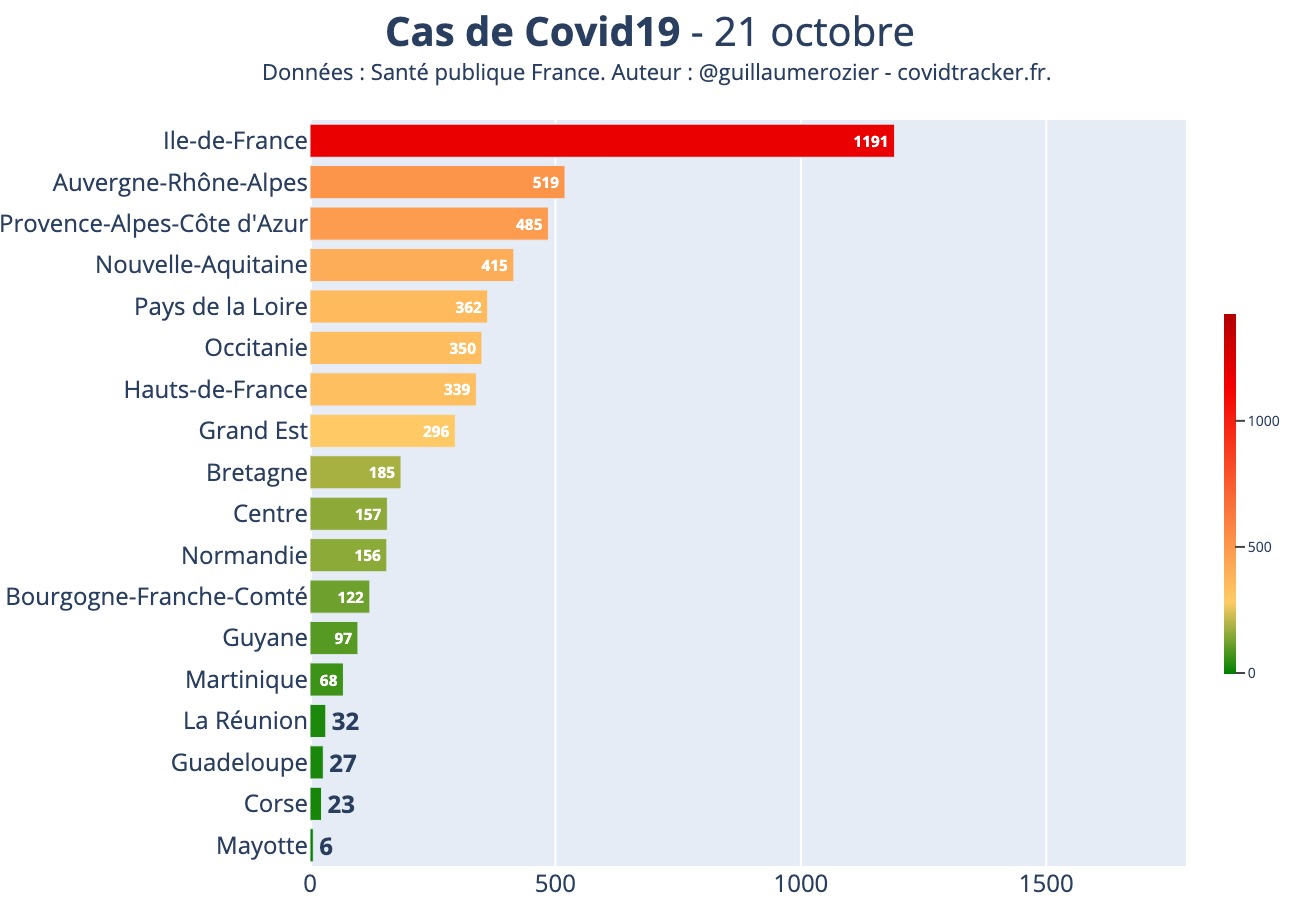 Cas de Covid19 - 21 octobre
Données : Santé publique France. Auteur : @guillaumerozier - covidtracker.fr.
Ile-de-France 1191
Auvergne-Rhône-Alpes 519
Provence-Alpes-Côte d'Azur 485
Nouvelle-Aquitaine 415
Pays de la Loire 362
Occitanie 350
Hauts-de-France 339
Grand Est 296
Bretagne 185
Centre 157
Normandie 156
Bourgogne-Franche-Comté 122
Guyane 97
Martinique 68
La Réunion 32
Guadeloupe 27
Corse 23
Mayotte 6
0 500 1000 1500
1000
500
0